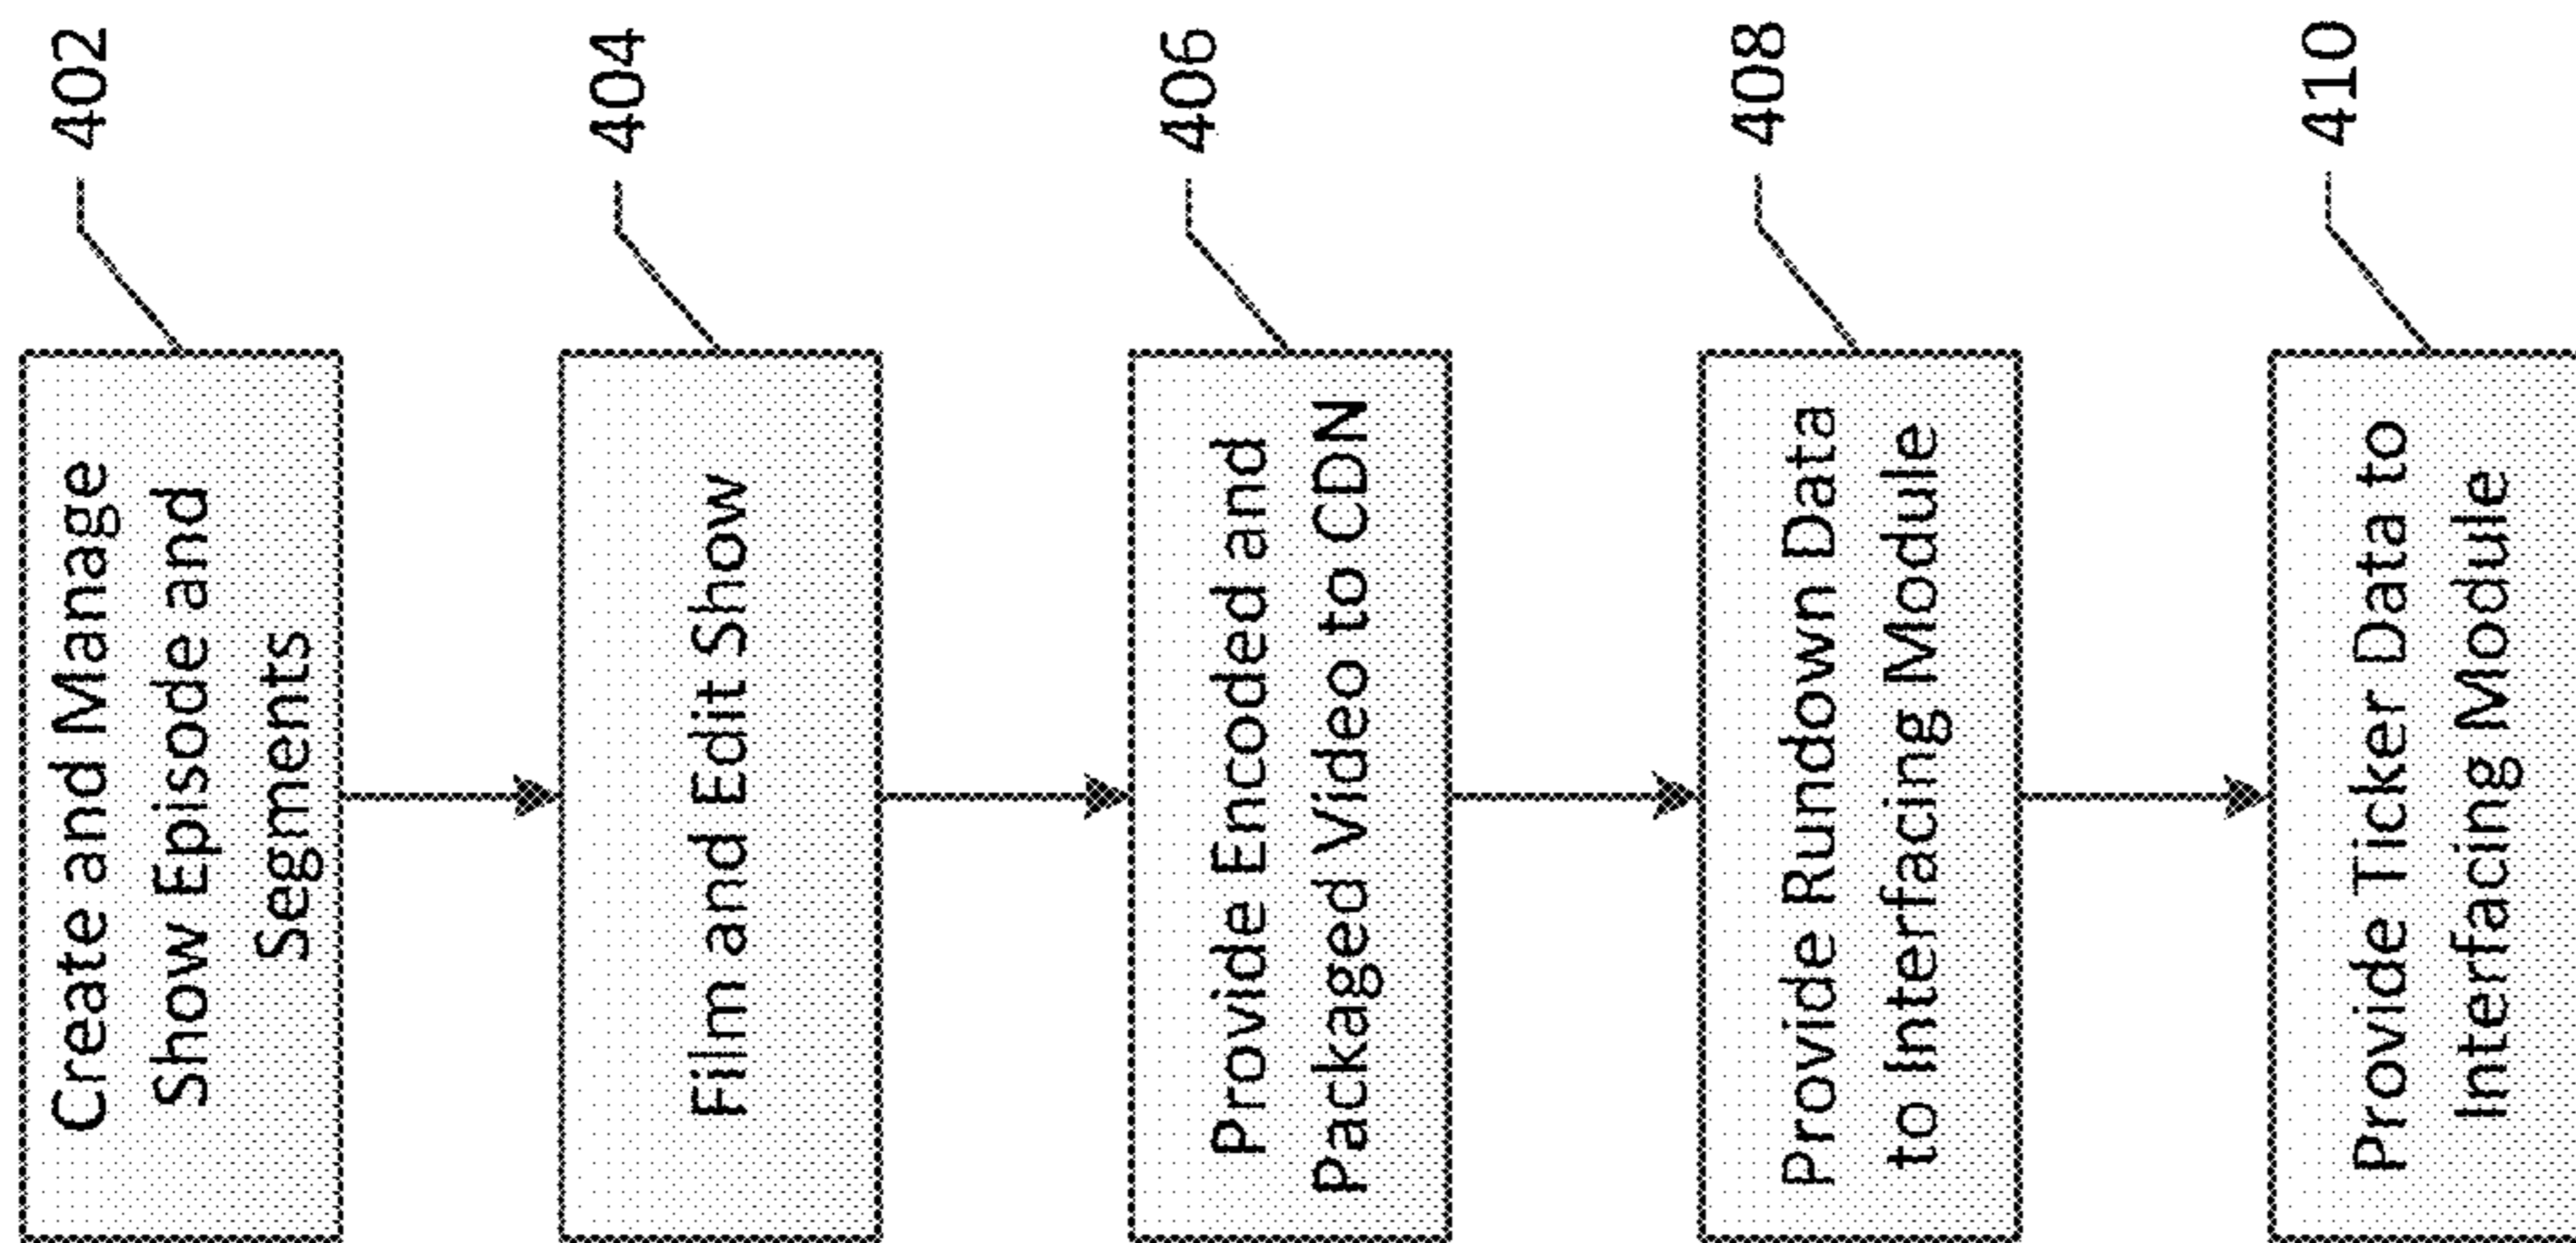 Create and Manage
Show Episode and
Segments
402
Film and Edit Show
404
Provide Encoded and
Packaged Video to CDN
406
Provide Rundown Data
to Interfacing Module
408
Provide Ticker Data to
Interfacing Module
410